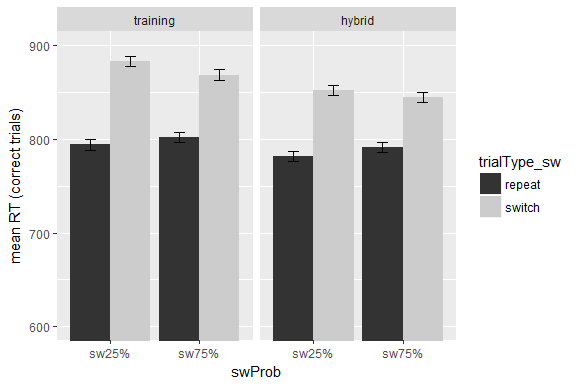 training
hybrid
900
800
700
600
mean RT (correct trials)
sw25%
sw75%
sw25%
sw75%
swProb
trialType_sw
repeat
switch